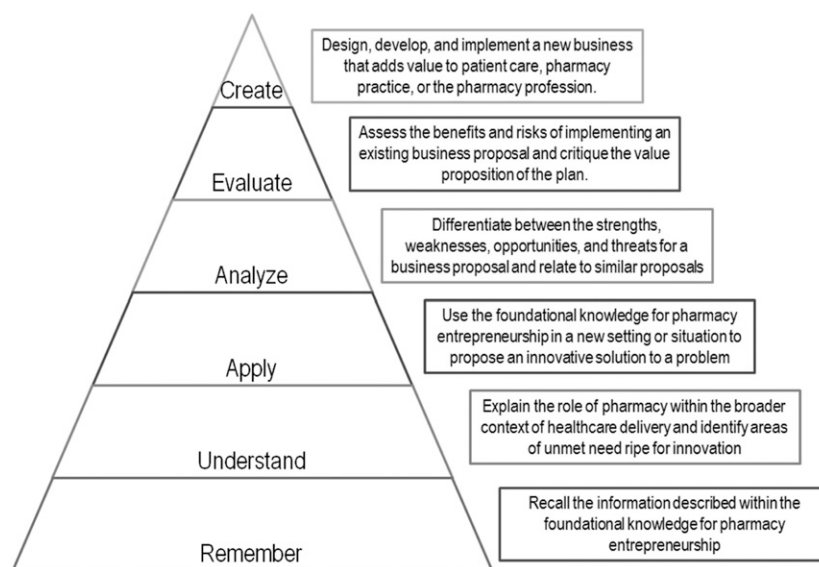 Design, develop, and implement a new business
that adds value to patient care, pharmacy
practice, or the pharmacy profession.
Create
Assess the benefits and risks of implementing an
existing business proposal and critique the value
proposition of the plan.
Evaluate
Differentiate between the strengths,
weaknesses, opportunities, and threats for a
business proposal and relate to similar proposals
Analyze
Use the foundational knowledge for pharmacy
entrepreneurship in a new setting or situation to
propose an innovative solution to a problem
Apply
Explain the role of pharmacy within the broader
context of healthcare delivery and identify areas
of unmet need ripe for innovation
Understand
Recall the information described within the
foundational knowledge for pharmacy
entrepreneurship
Remember